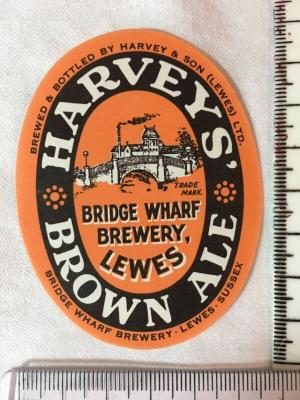 BREWED & BOTTLED BY HARVEY & SON (LEWES) LTD.
HARVEYS'
TRADE
MARK.
BRIDGE WHARF
BREWERY,
LEWES
BROWN ALE
BRIDGE WHARF BREWERY · LEWES · SUSSEX